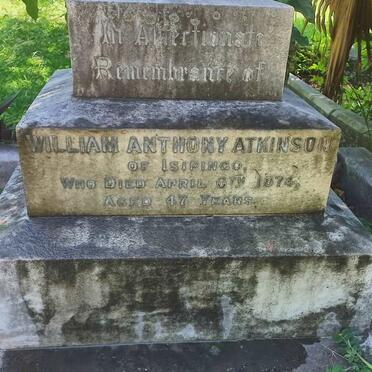 In Affectionate
Remembrance of
WILLIAM ANTHONY ATKINSON
OF ISIPINGO,
WHO DIED APRIL 6TH 1874,
AGED 47 YEARS.